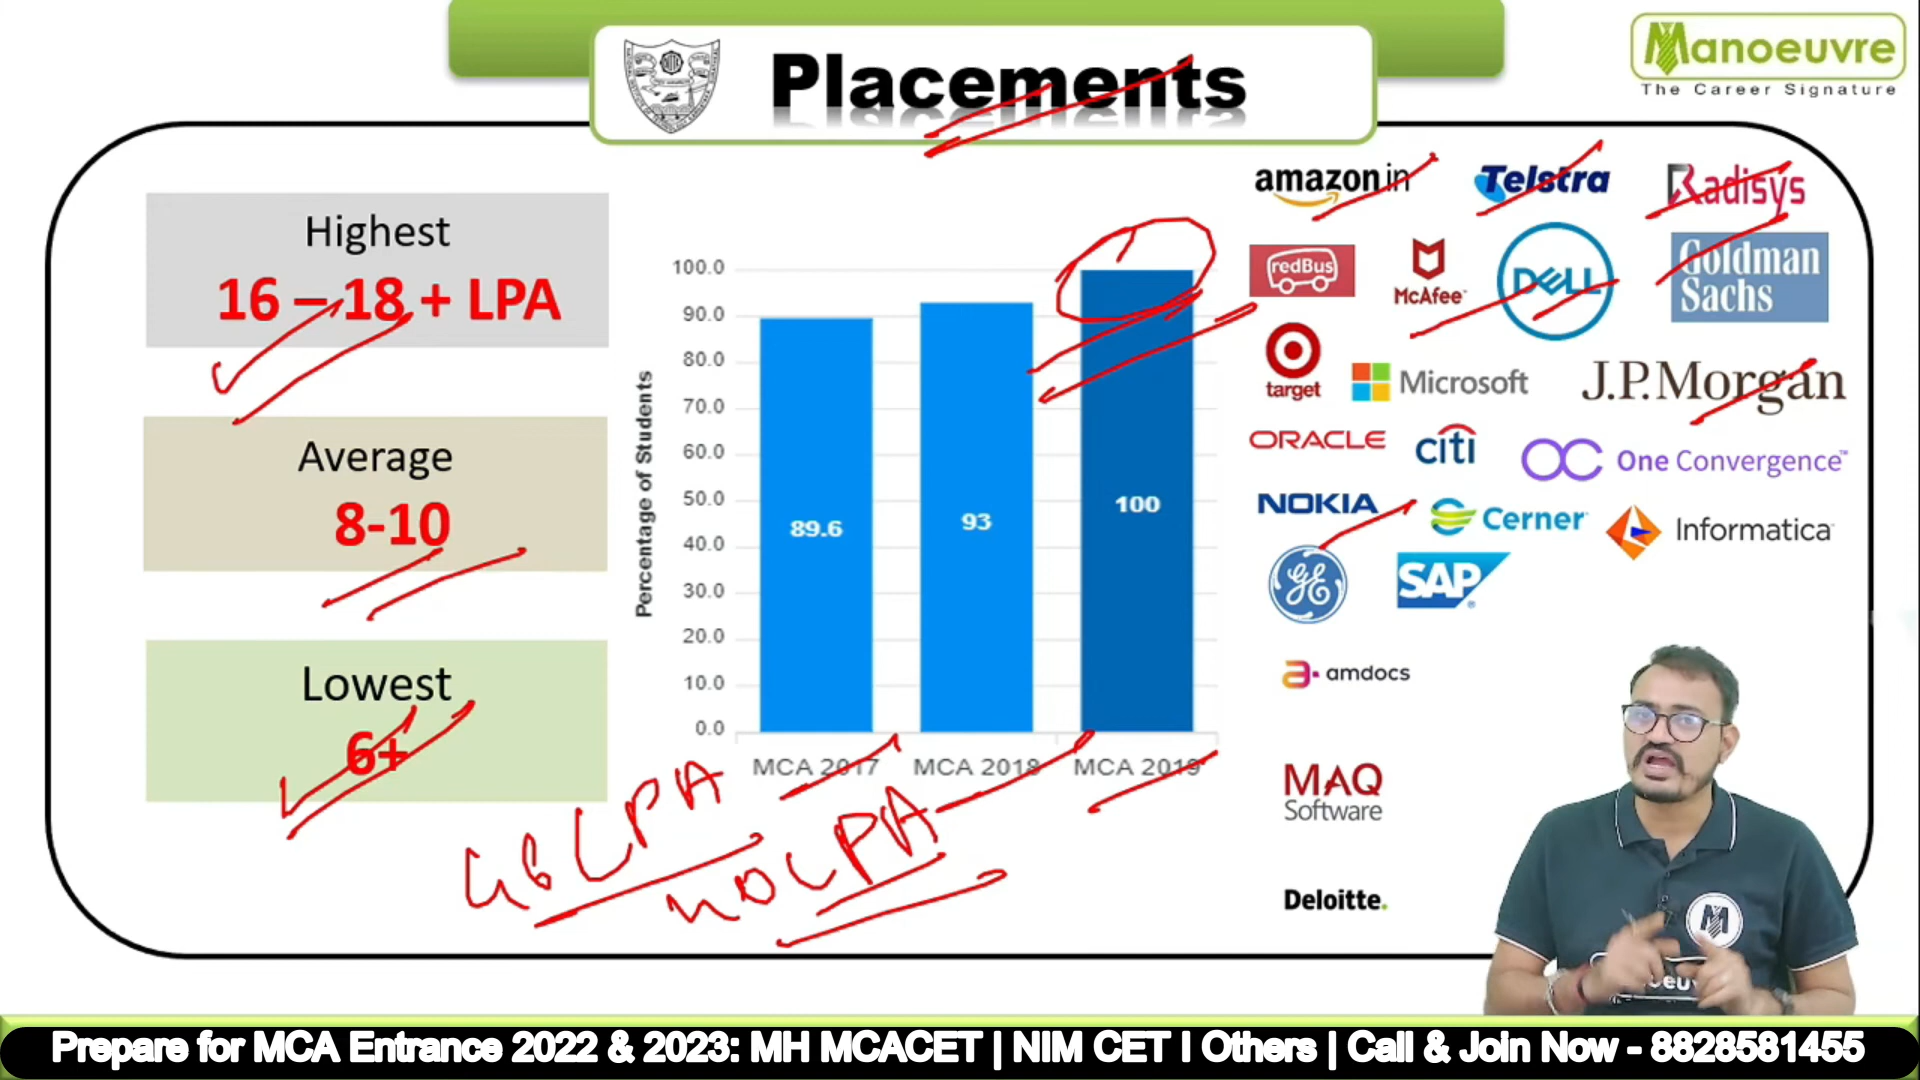 Placements
Manoeuvre
The Career Signature
Highest
16 – 18 + LPA
Average
8-10
Lowest
6+
Percentage of Students
100.0
90.0
80.0
70.0
60.0
50.0
40.0
30.0
20.0
10.0
0.0
89.6
93
100
MCA 2017 MCA 2018 MCA 2019
46 LPA
40 LPA
amazon.in Telstra Radisys
redBus McAfee DELL Goldman Sachs
target Microsoft J.P.Morgan
ORACLE citi OC One Convergence™
NOKIA Cerner Informatica
GE SAP
a. amdocs
MAQ
Software
Deloitte.
M
Prepare for MCA Entrance 2022 & 2023: MH MCACET | NIM CET I Others | Call & Join Now - 8828581455